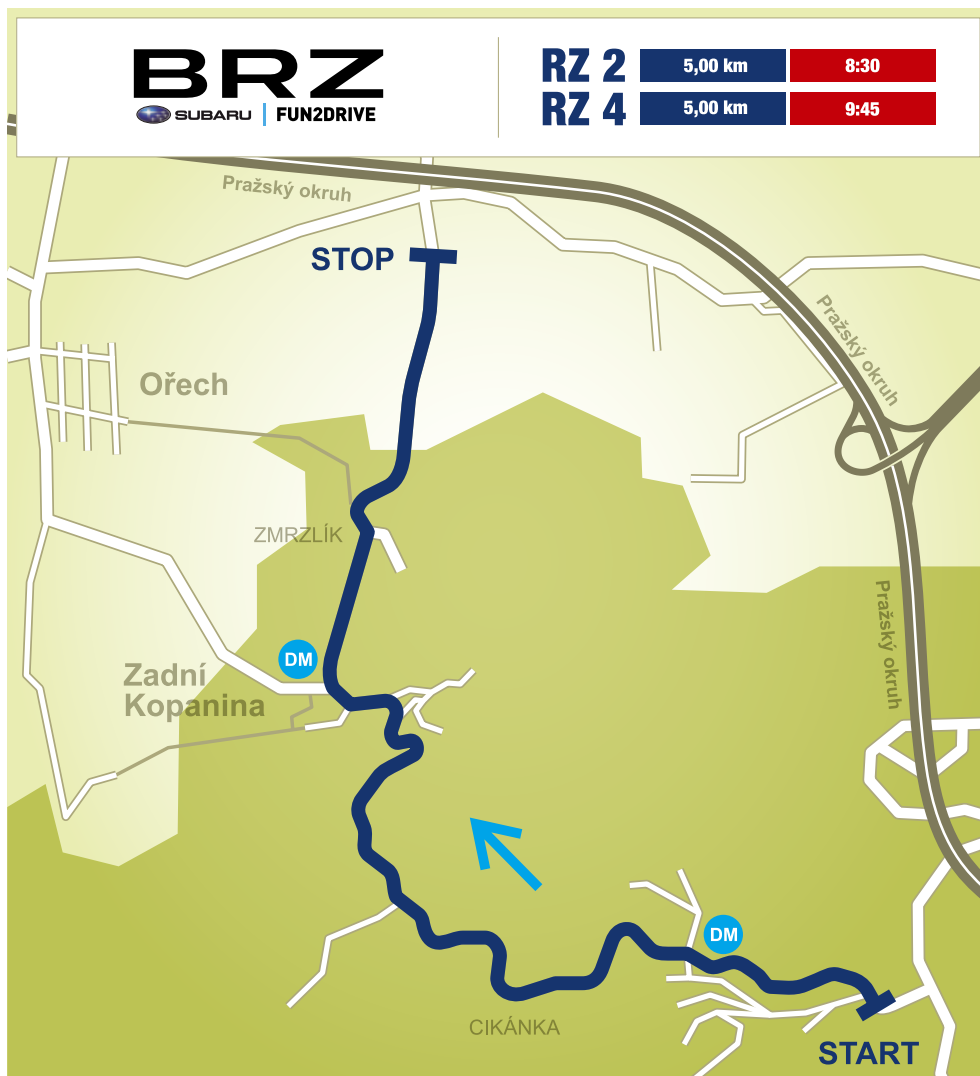 BRZ
SUBARU | FUN2DRIVE
RZ 2 5,00 km 8:30
RZ 4 5,00 km 9:45
Pražský okruh
STOP
Pražský okruh
Ořech
ZMRZLÍK
Pražský okruh
DM
Zadní
Kopanina
DM
CIKÁNKA
START